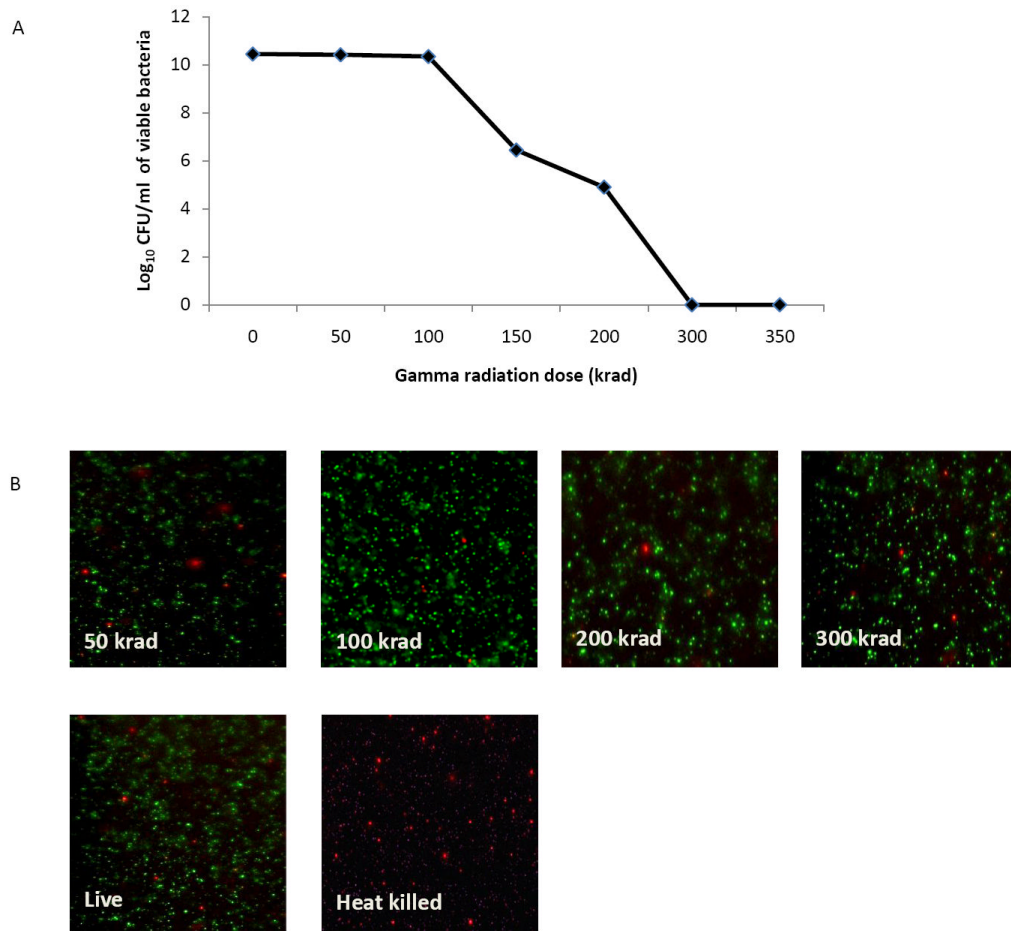 A
Log₁₀ CFU/ml of viable bacteria
12
10
8
6
4
2
0
0 50 100 150 200 300 350
Gamma radiation dose (krad)
B
50 krad 100 krad 200 krad 300 krad
Live Heat killed